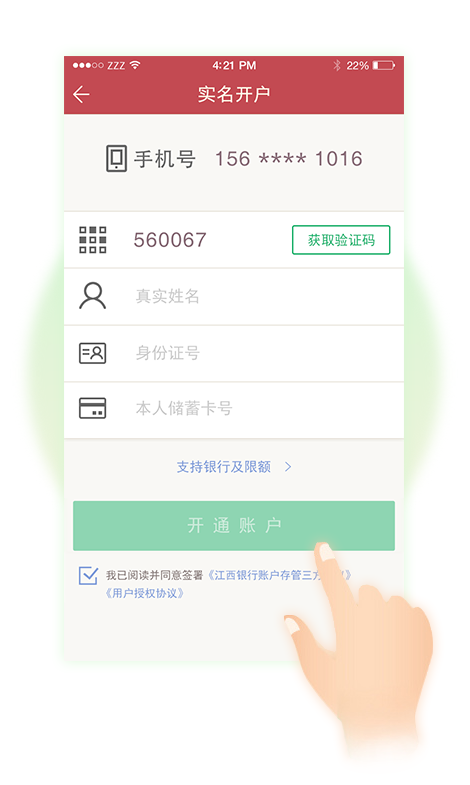 ZZZ 4:21 PM 22%
实名开户
手机号 156 **** 1016
560067 获取验证码
真实姓名
身份证号
本人储蓄卡号
支持银行及限额
开通账户
我已阅读并同意签署《江西银行账户存管三方
《用户授权协议》